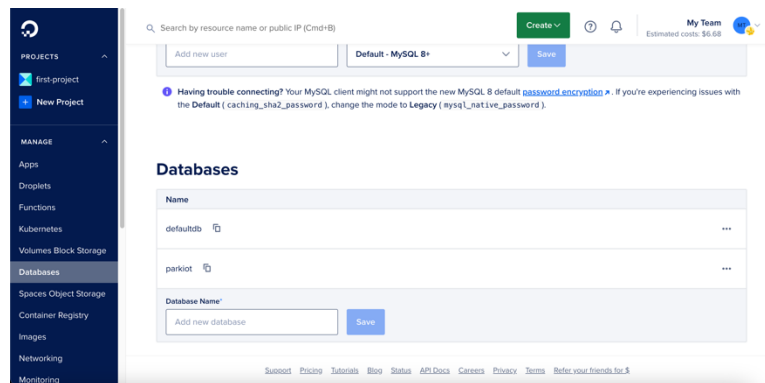 Search by resource name or public IP (Cmd+B)
Create
My Team
Estimated costs: $6.68
MT
PROJECTS
first-project
+ New Project
MANAGE
Apps
Droplets
Functions
Kubernetes
Volumes Block Storage
Databases
Spaces Object Storage
Container Registry
Images
Networking
Monitoring
Add new user
Default - MySQL 8+
Save
Having trouble connecting? Your MySQL client might not support the new MySQL 8 default password encryption ↗. If you're experiencing issues with
the Default ( caching_sha2_password ), change the mode to Legacy ( mysql_native_password ).
Databases
Name
defaultdb
parkiot
Database Name*
Add new database
Save
Support Pricing Tutorials Blog Status API Docs Careers Privacy Terms Refer your friends for $